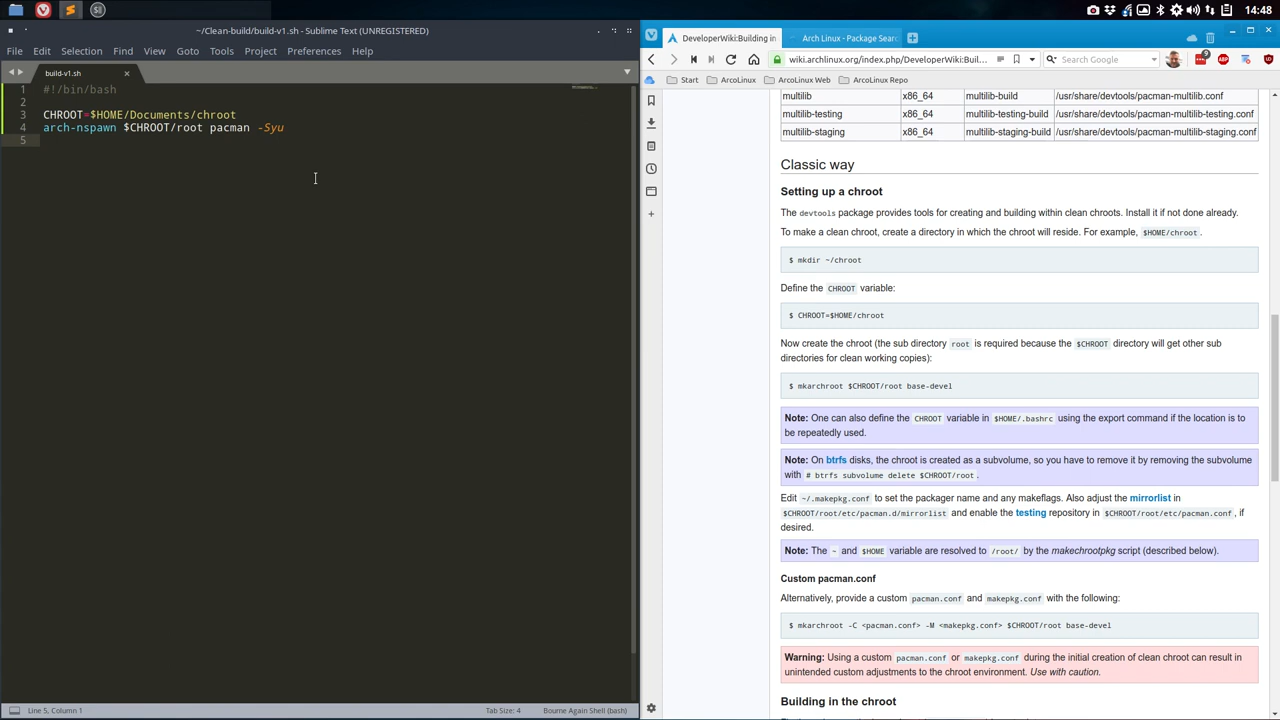 14:48
~/Clean-build/build-v1.sh - Sublime Text (UNREGISTERED)
File Edit Selection Find View Goto Tools Project Preferences Help
build-v1.sh
1 #!/bin/bash
2
3 CHROOT=$HOME/Documents/chroot
4 arch-nspawn $CHROOT/root pacman -Syu
5
Line 5, Column 1
Tab Size: 4
Bourne Again Shell (bash)
DeveloperWiki:Building in
Arch Linux - Package Sear
wiki.archlinux.org/index.php/DeveloperWiki:Buil...
Search Google
9
ABP
Start ArcoLinux ArcoLinux Web ArcoLinux Repo
multilib x86_64 multilib-build /usr/share/devtools/pacman-multilib.conf
multilib-testing x86_64 multilib-testing-build /usr/share/devtools/pacman-multilib-testing.conf
multilib-staging x86_64 multilib-staging-build /usr/share/devtools/pacman-multilib-staging.conf
Classic way
Setting up a chroot
The devtools package provides tools for creating and building within clean chroots. Install it if not done already.
To make a clean chroot, create a directory in which the chroot will reside. For example, $HOME/chroot.
$ mkdir ~/chroot
Define the CHROOT variable:
$ CHROOT=$HOME/chroot
Now create the chroot (the sub directory root is required because the $CHROOT directory will get other sub
directories for clean working copies):
$ mkarchroot $CHROOT/root base-devel
Note: One can also define the CHROOT variable in $HOME/.bashrc using the export command if the location is to
be repeatedly used.
Note: On btrfs disks, the chroot is created as a subvolume, so you have to remove it by removing the subvolume
with # btrfs subvolume delete $CHROOT/root.
Edit ~/.makepkg.conf to set the packager name and any makeflags. Also adjust the mirrorlist in
$CHROOT/root/etc/pacman.d/mirrorlist and enable the testing repository in $CHROOT/root/etc/pacman.conf, if
desired.
Note: The ~ and $HOME variable are resolved to /root/ by the makechrootpkg script (described below).
Custom pacman.conf
Alternatively, provide a custom pacman.conf and makepkg.conf with the following:
$ mkarchroot -C <pacman.conf> -M <makepkg.conf> $CHROOT/root base-devel
Warning: Using a custom pacman.conf or makepkg.conf during the initial creation of clean chroot can result in
unintended custom adjustments to the chroot environment. Use with caution.
Building in the chroot